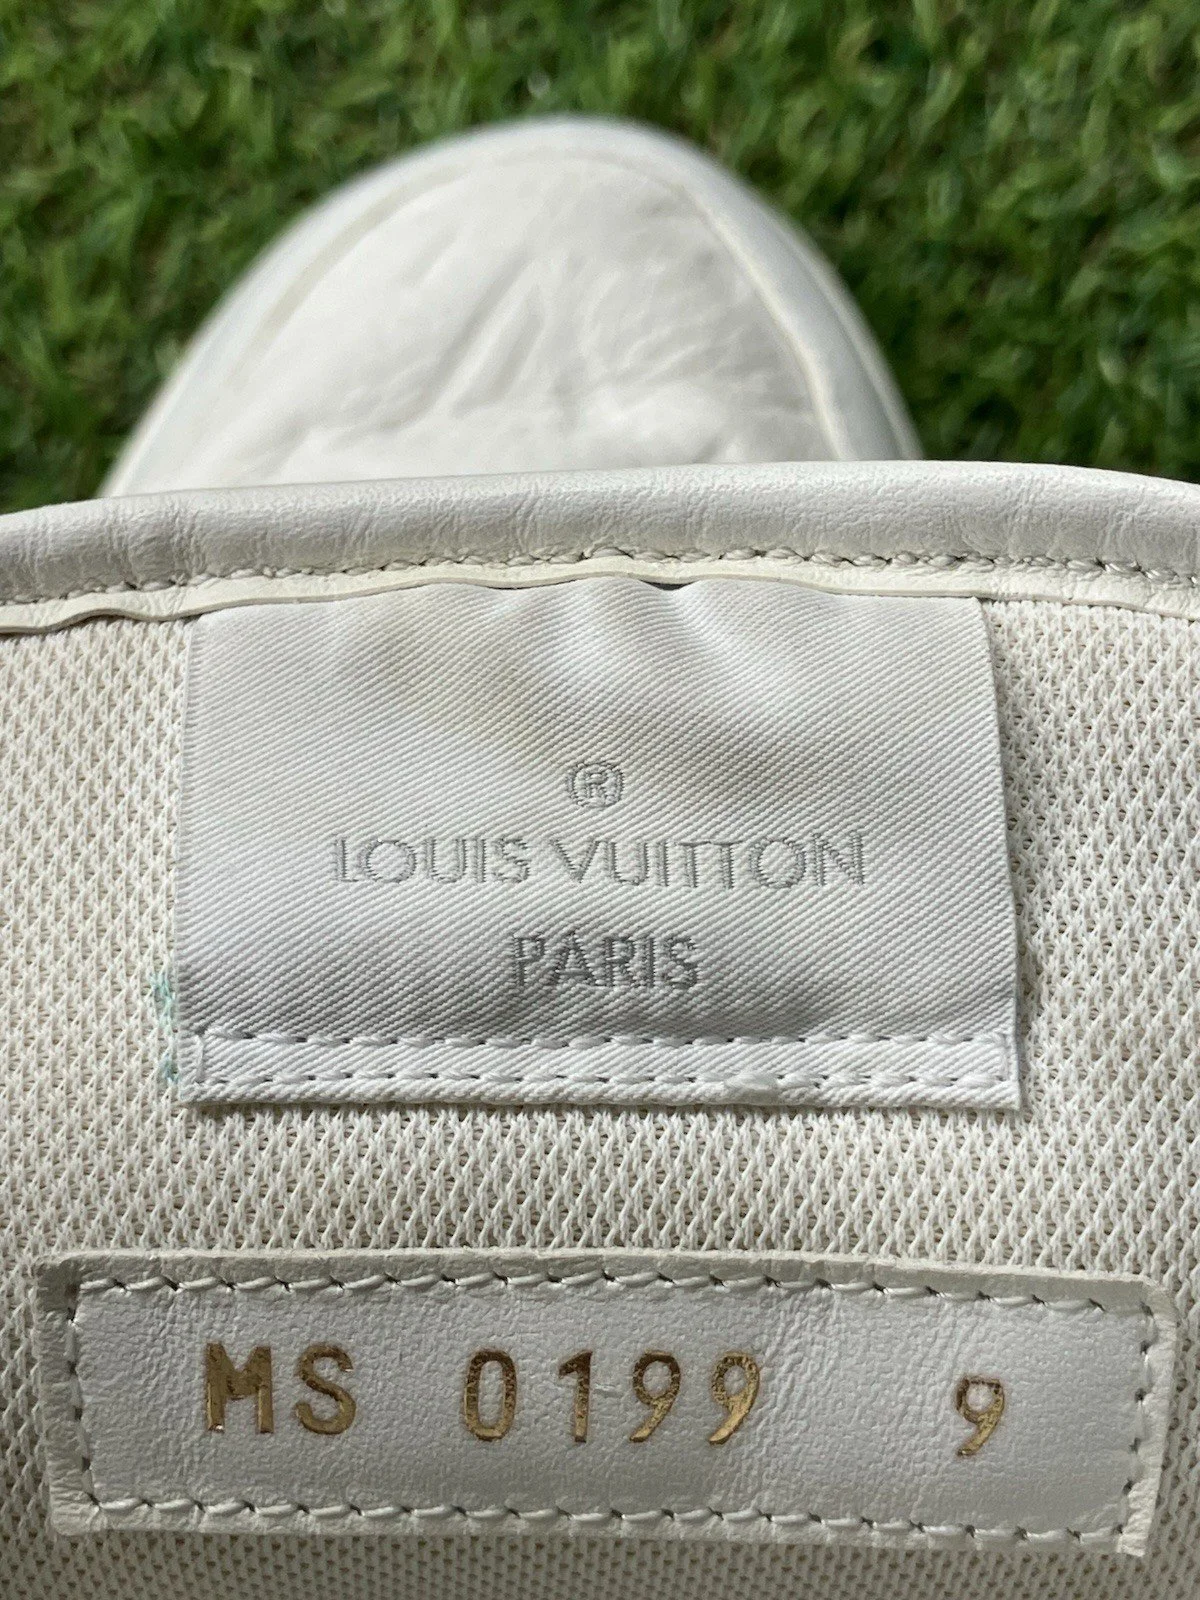 ®
LOUIS VUITTON
PARIS
MS 0199 9